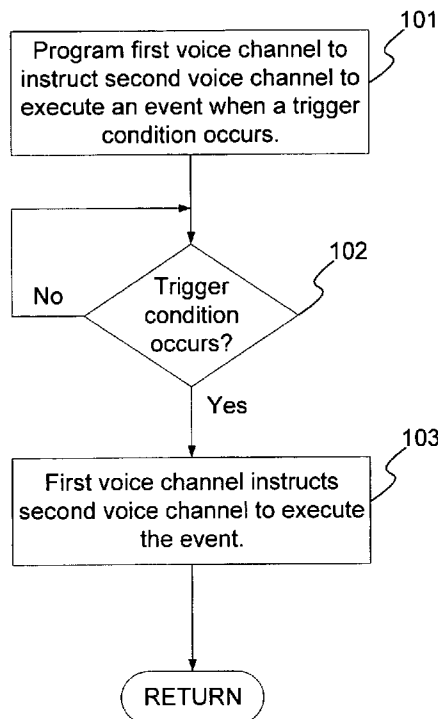 101
Program first voice channel to
instruct second voice channel to
execute an event when a trigger
condition occurs.
102
No
Trigger
condition
occurs?
Yes
103
First voice channel instructs
second voice channel to execute
the event.
RETURN